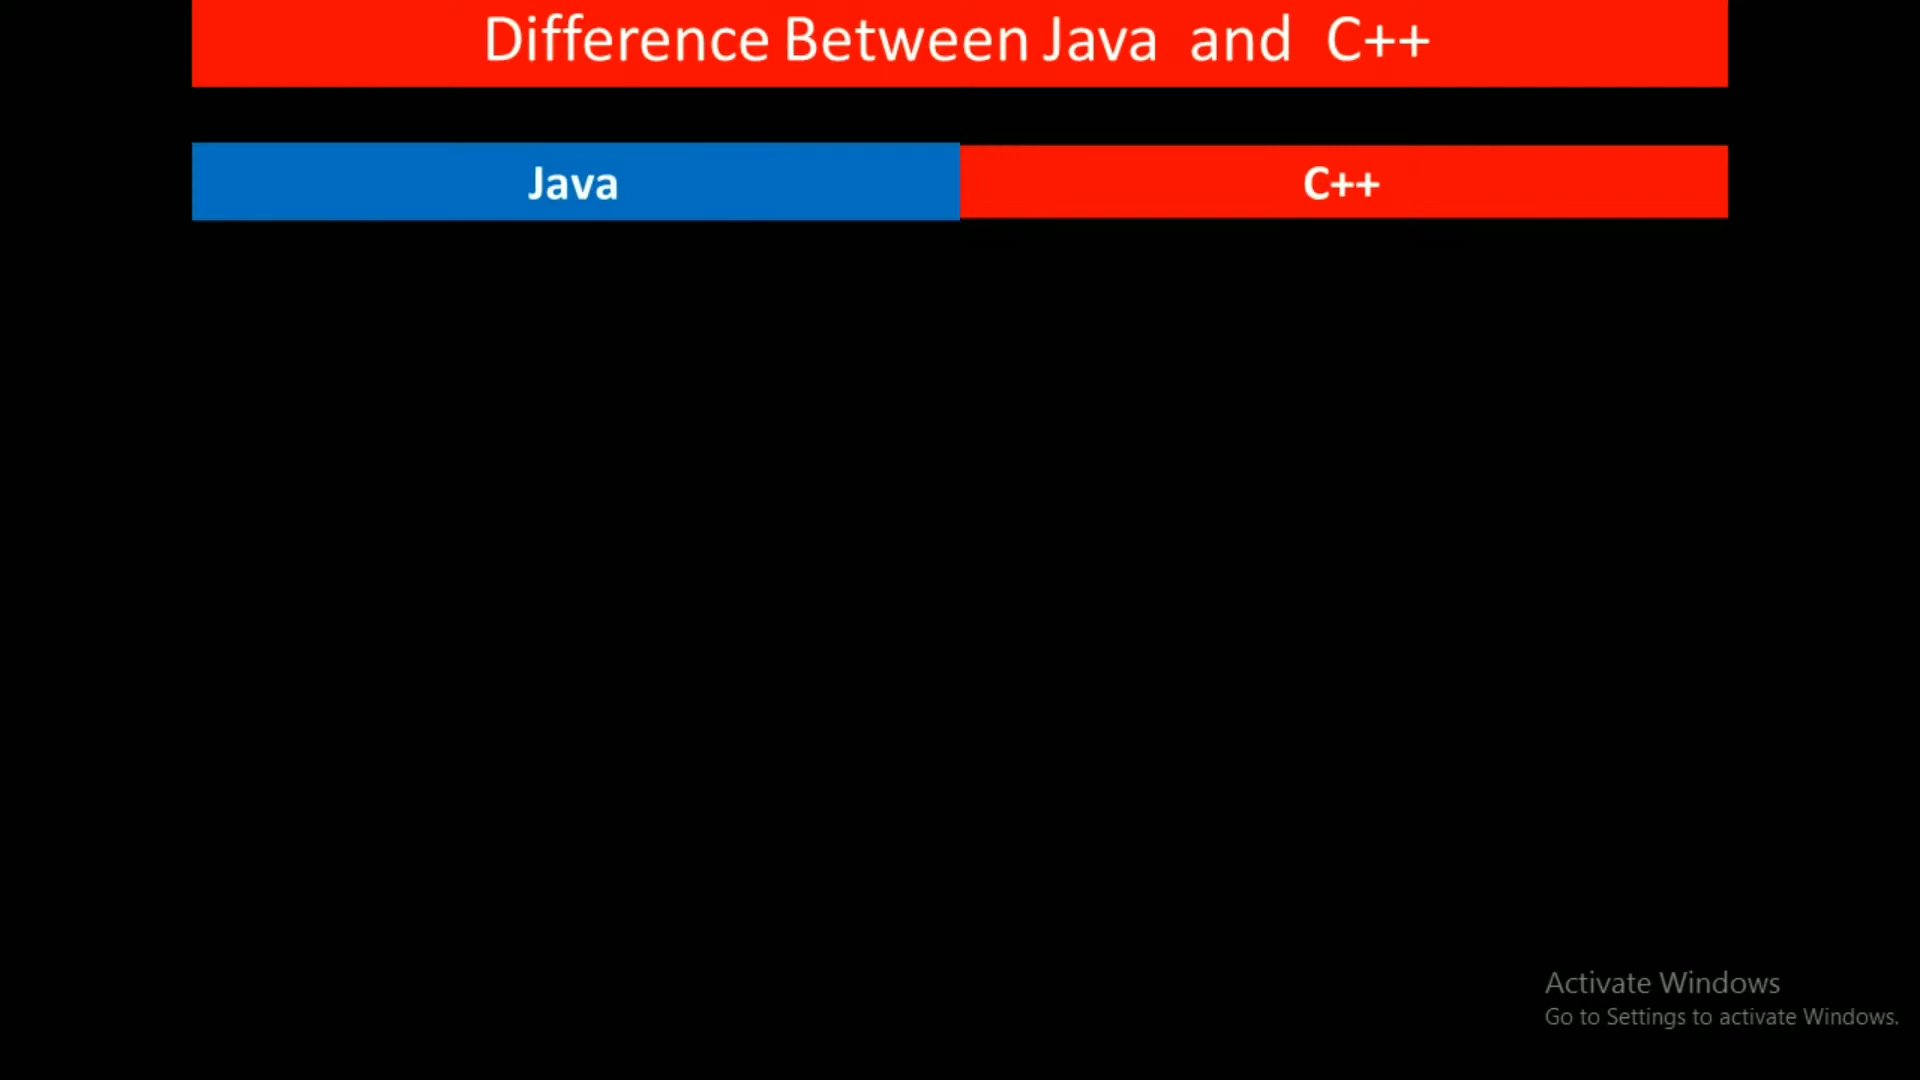 Difference Between Java and C++
Java
C++
Activate Windows
Go to Settings to activate Windows.